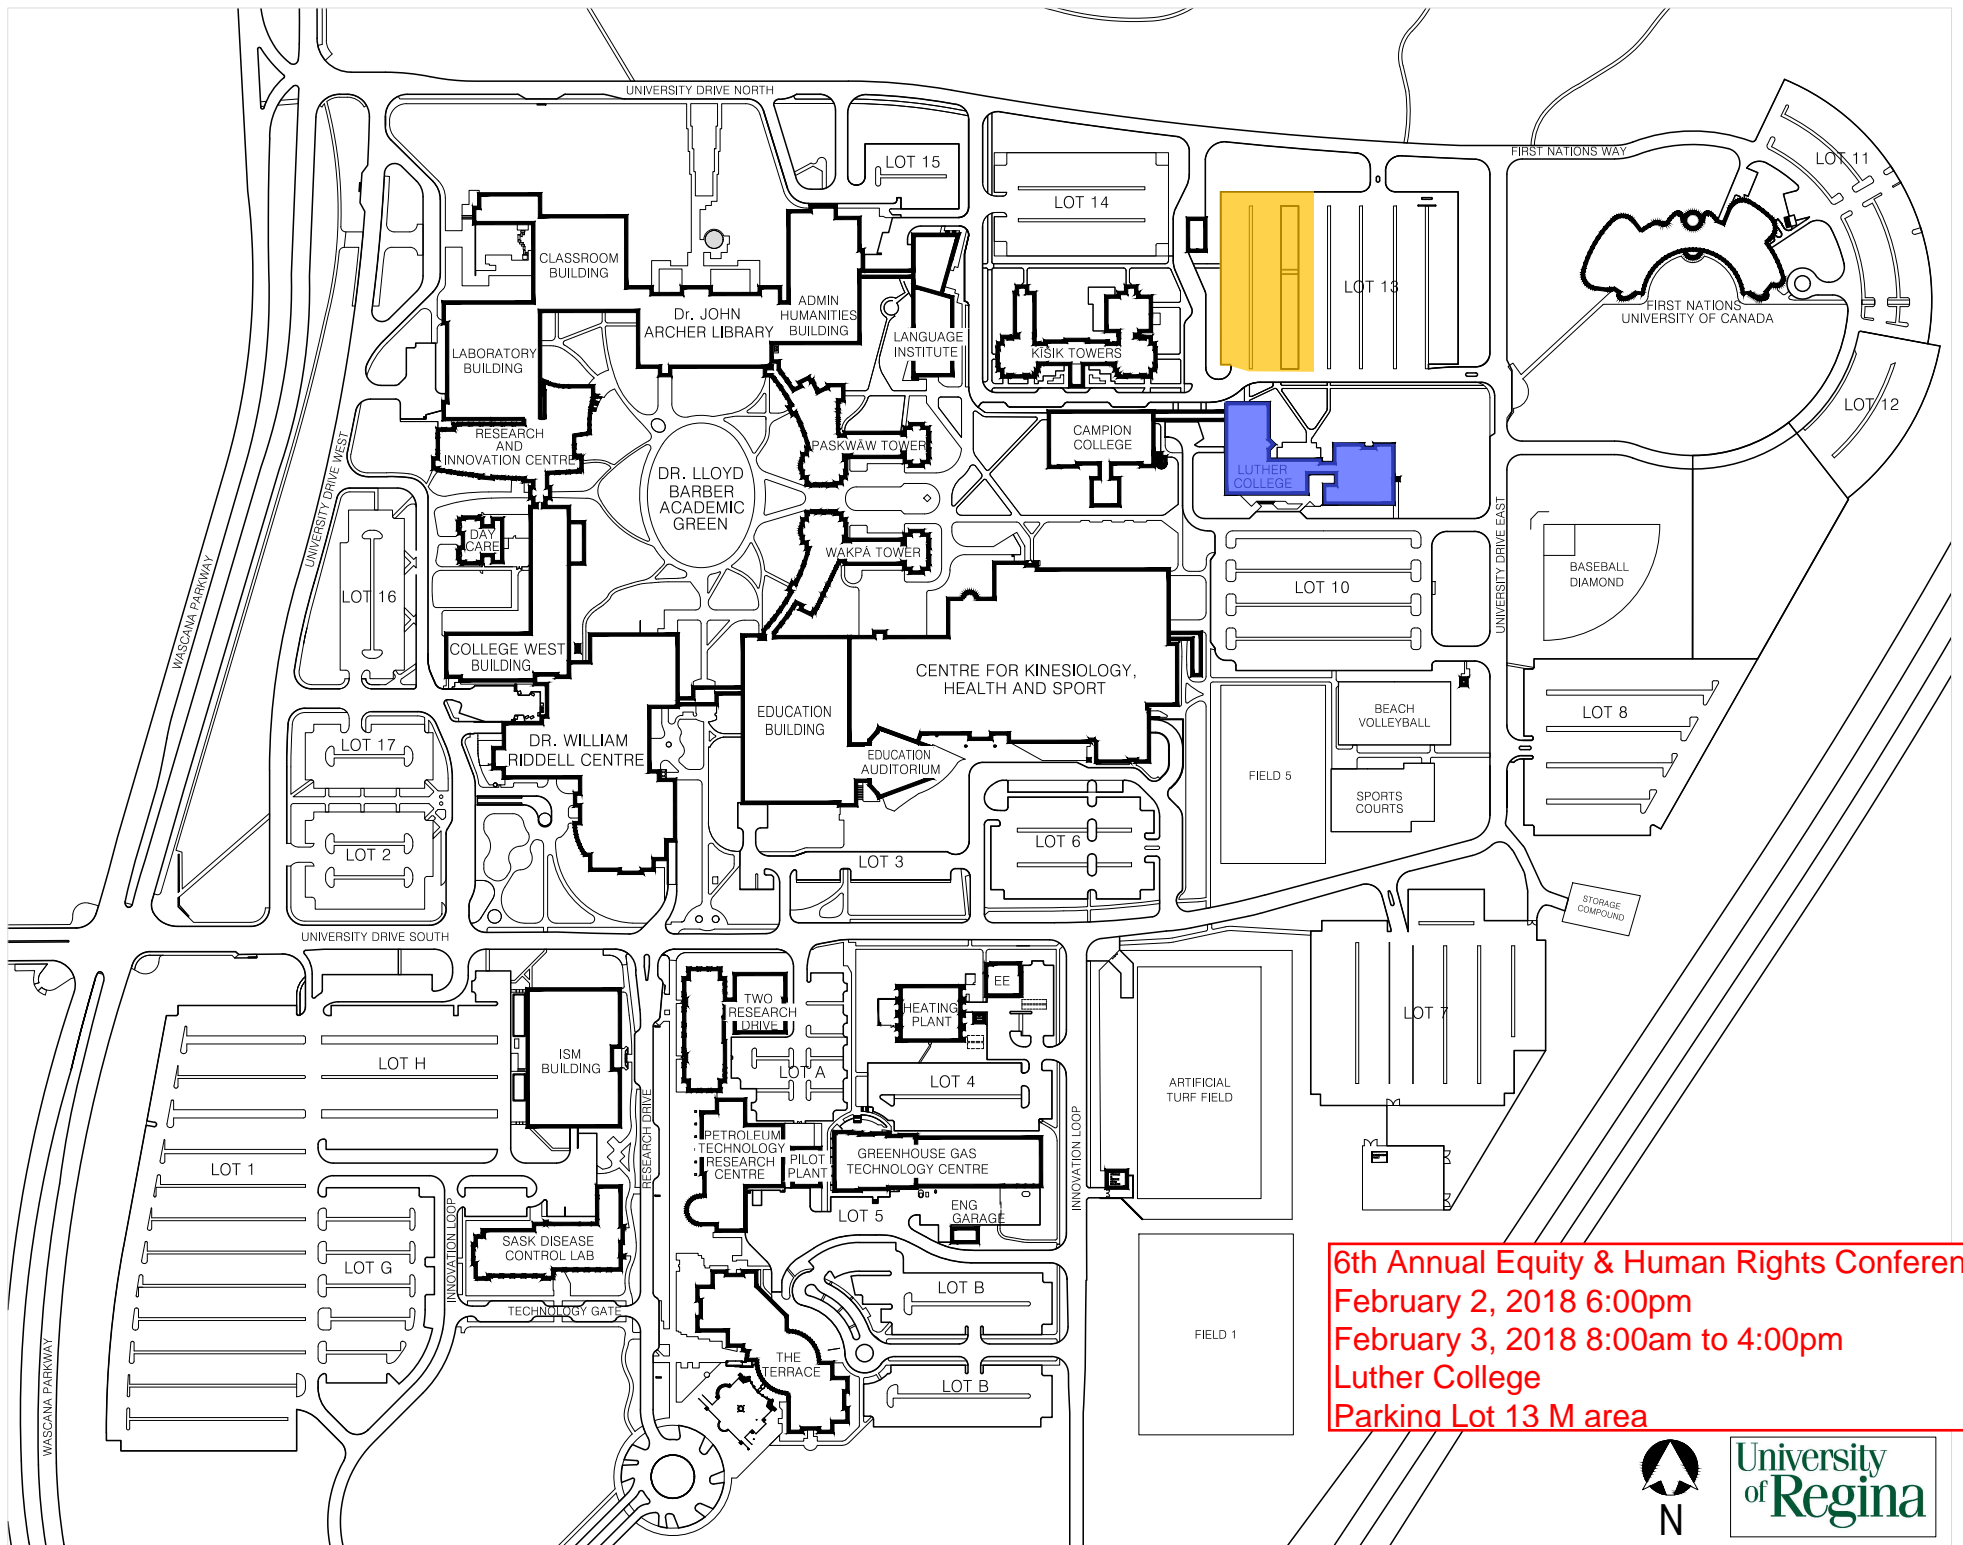 UNIVERSITY DRIVE NORTH
FIRST NATIONS WAY
LOT 15
LOT 11
LOT 14
CLASSROOM
BUILDING
LOT 13
ADMIN
HUMANITIES
BUILDING
Dr. JOHN
ARCHER LIBRARY
FIRST NATIONS
UNIVERSITY OF CANADA
LANGUAGE
INSTITUTE
KĪSIK TOWERS
LABORATORY
BUILDING
LOT 12
RESEARCH
AND
INNOVATION CENTRE
PASKWĀW TOWER
CAMPION
COLLEGE
LUTHER
COLLEGE
DR. LLOYD
BARBER
ACADEMIC
GREEN
UNIVERSITY DRIVE WEST
UNIVERSITY DRIVE EAST
DAY
CARE
WAKPĀ TOWER
BASEBALL
DIAMOND
LOT 10
LOT 16
WASCANA PARKWAY
COLLEGE WEST
BUILDING
CENTRE FOR KINESIOLOGY,
HEALTH AND SPORT
EDUCATION
BUILDING
BEACH
VOLLEYBALL
LOT 8
LOT 17
DR. WILLIAM
RIDDELL CENTRE
EDUCATION
AUDITORIUM
FIELD 5
SPORTS
COURTS
LOT 2
LOT 3
LOT 6
STORAGE
COMPOUND
UNIVERSITY DRIVE SOUTH
TWO
RESEARCH
DRIVE
EE
HEATING
PLANT
LOT 7
ISM
BUILDING
LOT H
LOT A
LOT 4
ARTIFICIAL
TURF FIELD
RESEARCH DRIVE
INNOVATION LOOP
PETROLEUM
TECHNOLOGY
RESEARCH
CENTRE
PILOT
PLANT
GREENHOUSE GAS
TECHNOLOGY CENTRE
LOT 1
LOT 5
ENG
GARAGE
INNOVATION LOOP
SASK DISEASE
CONTROL LAB
LOT G
LOT B
TECHNOLOGY GATE
FIELD 1
THE
TERRACE
LOT B
WASCANA PARKWAY
6th Annual Equity & Human Rights Conferen
February 2, 2018 6:00pm
February 3, 2018 8:00am to 4:00pm
Luther College
Parking Lot 13 M area
N
University
of Regina